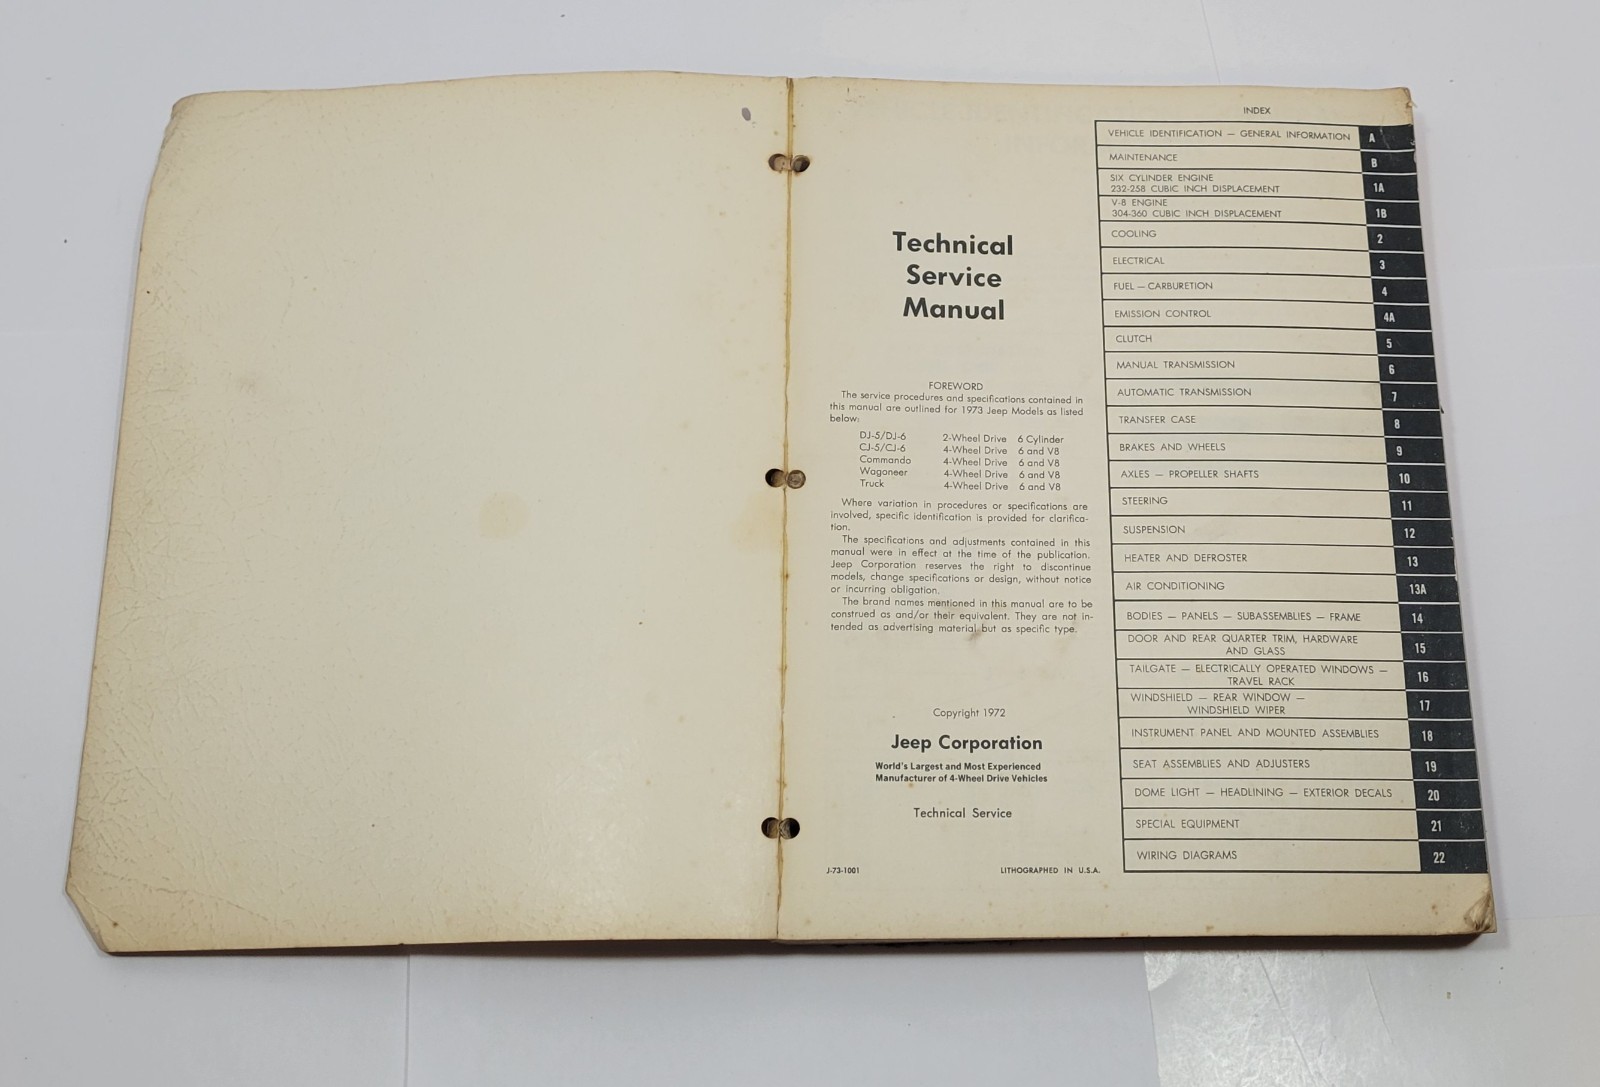 Technical
Service
Manual
FOREWORD
The service procedures and specifications contained in
this manual are outlined for 1973 Jeep Models as listed
below:
DJ-5/DJ-6 2-Wheel Drive 6 Cylinder
CJ-5/CJ-6 4-Wheel Drive 6 and V8
Commando 4-Wheel Drive 6 and V8
Wagoneer 4-Wheel Drive 6 and V8
Truck 4-Wheel Drive 6 and V8
Where variation in procedures or specifications are
involved, specific identification is provided for clarifica-
tion.
The specifications and adjustments contained in this
manual were in effect at the time of the publication.
Jeep Corporation reserves the right to discontinue
models, change specifications or design, without notice
or incurring obligation.
The brand names mentioned in this manual are to be
construed as and/or their equivalent. They are not in-
tended as advertising material but as specific type.
Copyright 1972
Jeep Corporation
World's Largest and Most Experienced
Manufacturer of 4-Wheel Drive Vehicles
Technical Service
J-73-1001 LITHOGRAPHED IN U.S.A.
INDEX
VEHICLE IDENTIFICATION — GENERAL INFORMATION A
MAINTENANCE B
SIX CYLINDER ENGINE
232-258 CUBIC INCH DISPLACEMENT 1A
V-8 ENGINE
304-360 CUBIC INCH DISPLACEMENT 1B
COOLING 2
ELECTRICAL 3
FUEL — CARBURETION 4
EMISSION CONTROL 4A
CLUTCH 5
MANUAL TRANSMISSION 6
AUTOMATIC TRANSMISSION 7
TRANSFER CASE 8
BRAKES AND WHEELS 9
AXLES — PROPELLER SHAFTS 10
STEERING 11
SUSPENSION 12
HEATER AND DEFROSTER 13
AIR CONDITIONING 13A
BODIES — PANELS — SUBASSEMBLIES — FRAME 14
DOOR AND REAR QUARTER TRIM, HARDWARE
AND GLASS 15
TAILGATE — ELECTRICALLY OPERATED WINDOWS —
TRAVEL RACK 16
WINDSHIELD — REAR WINDOW —
WINDSHIELD WIPER 17
INSTRUMENT PANEL AND MOUNTED ASSEMBLIES 18
SEAT ASSEMBLIES AND ADJUSTERS 19
DOME LIGHT — HEADLINING — EXTERIOR DECALS 20
SPECIAL EQUIPMENT 21
WIRING DIAGRAMS 22